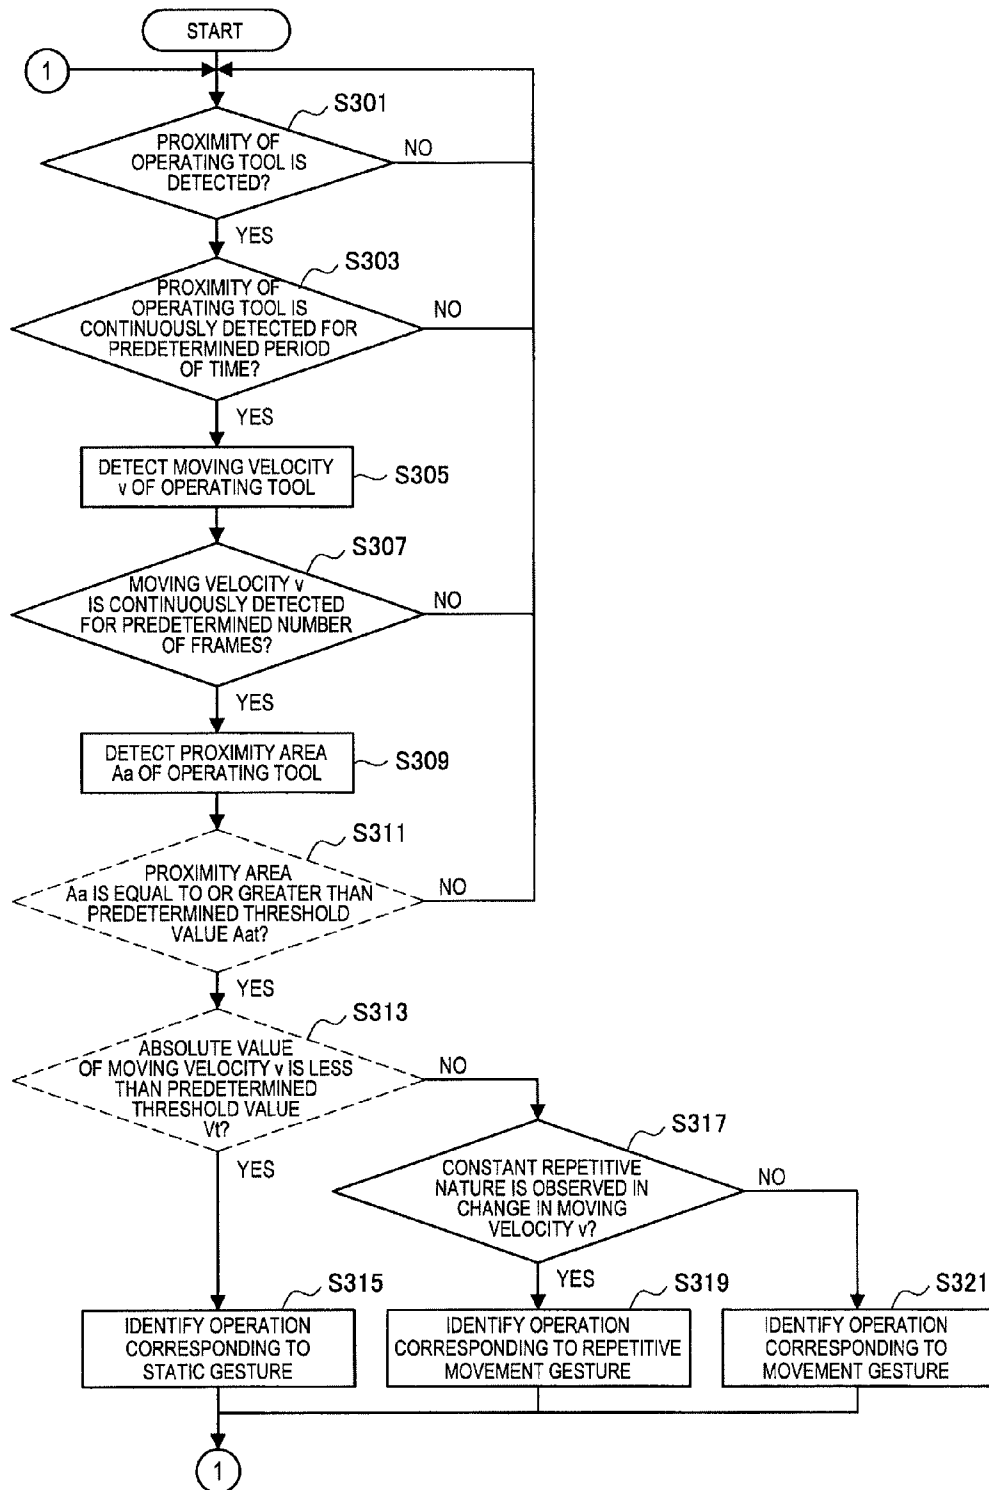 START
1
S301
PROXIMITY OF
OPERATING TOOL IS
DETECTED?
NO
YES
S303
PROXIMITY OF
OPERATING TOOL IS
CONTINUOUSLY DETECTED FOR
PREDETERMINED PERIOD
OF TIME?
NO
YES
DETECT MOVING VELOCITY
v OF OPERATING TOOL
S305
S307
MOVING VELOCITY v
IS CONTINUOUSLY DETECTED
FOR PREDETERMINED NUMBER
OF FRAMES?
NO
YES
DETECT PROXIMITY AREA
Aa OF OPERATING TOOL
S309
S311
PROXIMITY AREA
Aa IS EQUAL TO OR GREATER THAN
PREDETERMINED THRESHOLD
VALUE Aat?
NO
YES
S313
ABSOLUTE VALUE
OF MOVING VELOCITY v IS LESS
THAN PREDETERMINED
THRESHOLD VALUE
Vt?
NO
YES
S317
CONSTANT REPETITIVE
NATURE IS OBSERVED IN
CHANGE IN MOVING
VELOCITY v?
NO
YES
S315
IDENTIFY OPERATION
CORRESPONDING TO
STATIC GESTURE
S319
IDENTIFY OPERATION
CORRESPONDING TO REPETITIVE
MOVEMENT GESTURE
S321
IDENTIFY OPERATION
CORRESPONDING TO
MOVEMENT GESTURE
1